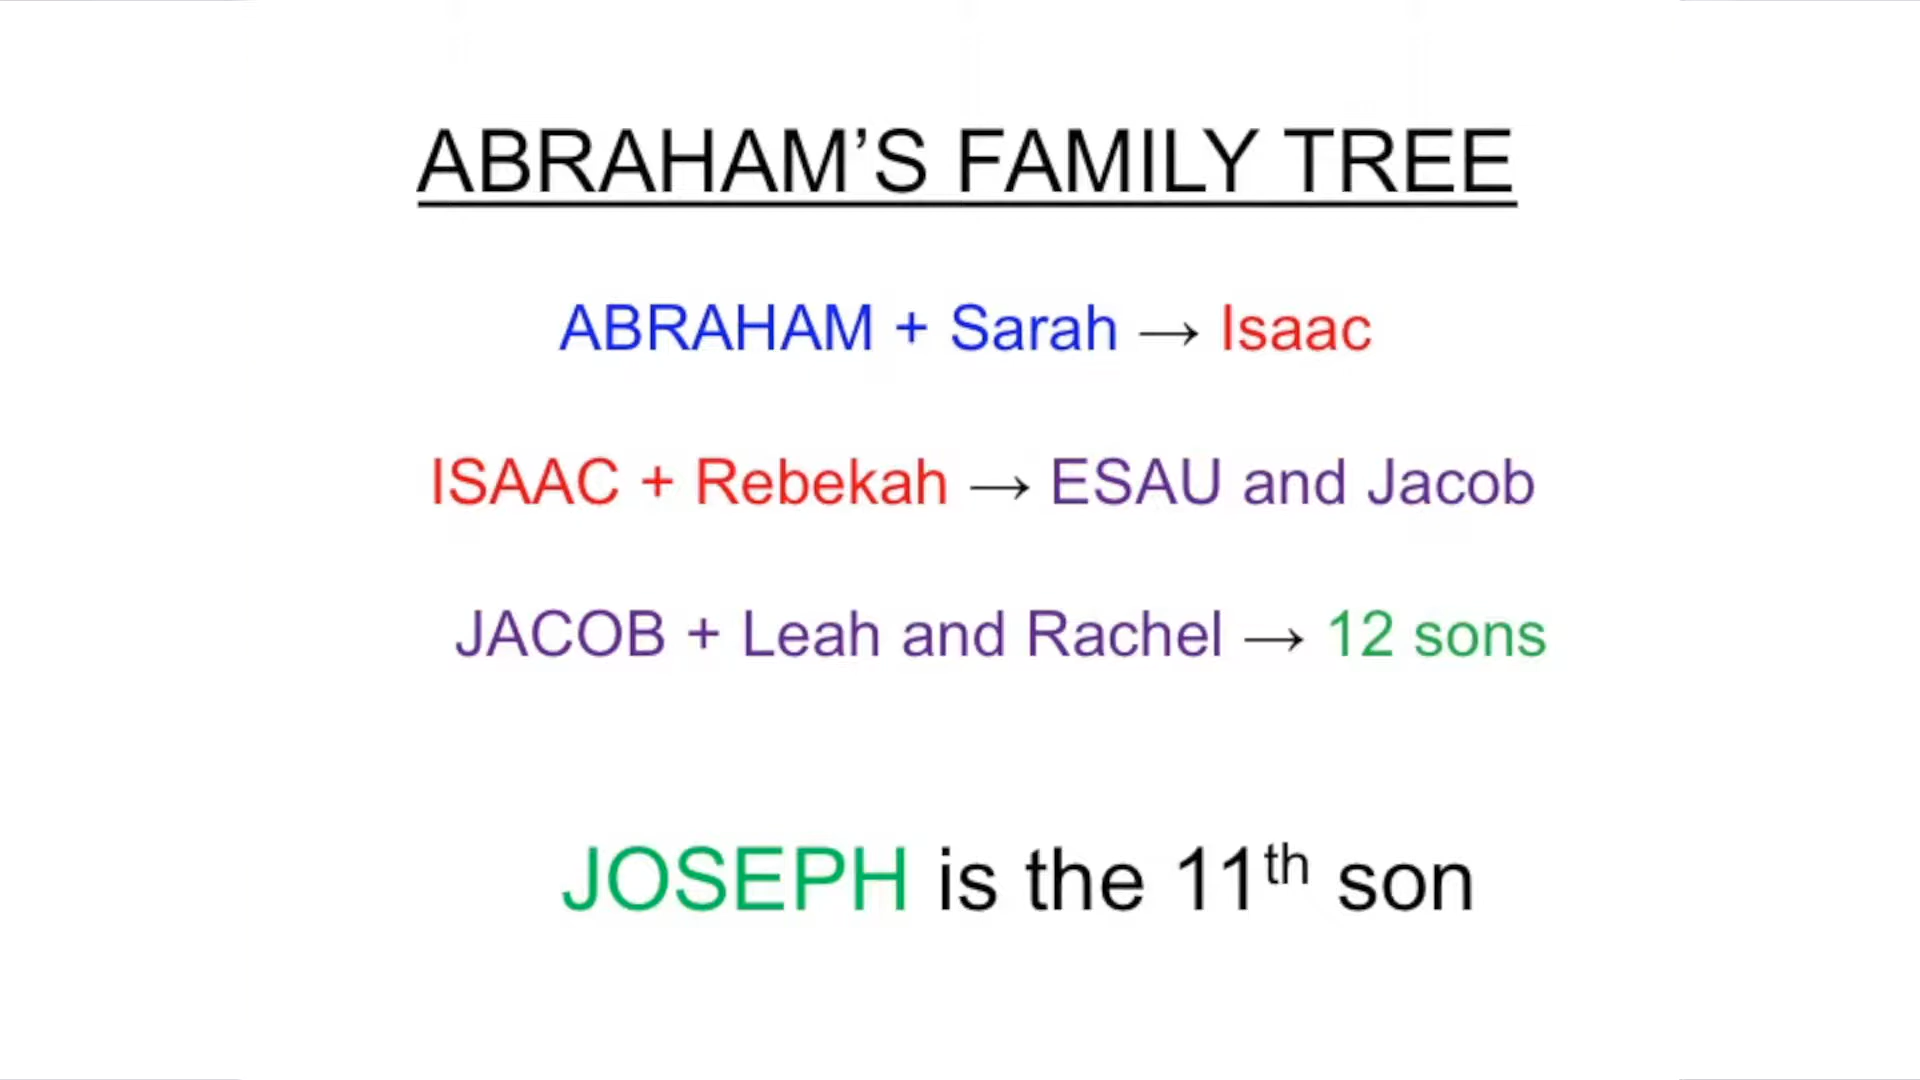 ABRAHAM’S FAMILY TREE
ABRAHAM + Sarah → Isaac
ISAAC + Rebekah → ESAU and Jacob
JACOB + Leah and Rachel → 12 sons
JOSEPH is the 11th son